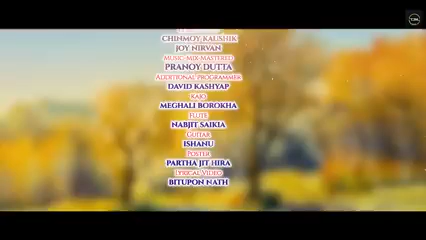 CHINMOY KAUSHIK
JOY NIRVAN
MUSIC MIX-MASTERED
PRANOY DUTTA
ADDITIONAL PROGRAMMER
DAVID KASHYAP
MEGHALI BOROKHA
FLUTE
NABJIT SAIKIA
GUITAR
ISHANU
POSTER
PARTHA JIT HIRA
LYRICAL VIDEO
BITUPON NATH